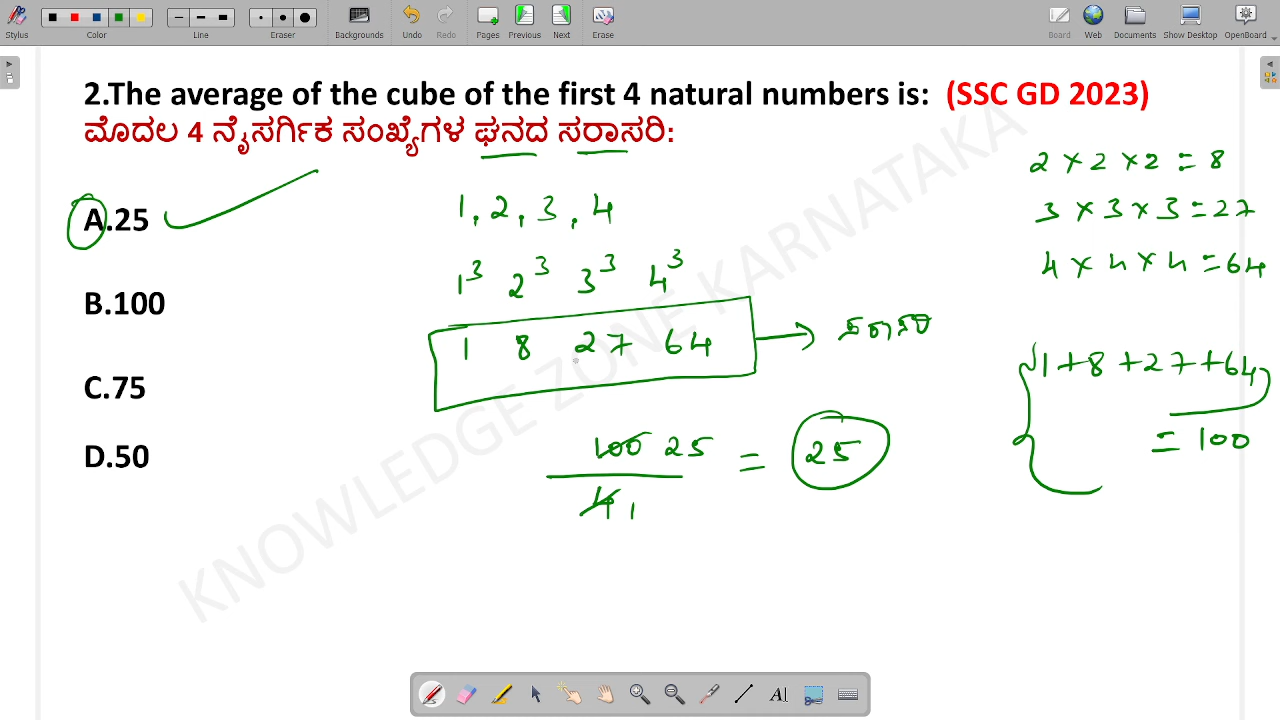 Stylus Color Line Eraser Backgrounds Undo Redo Pages Previous Next Erase Board Web Documents Show Desktop OpenBoard
2.The average of the cube of the first 4 natural numbers is: (SSC GD 2023)
ಮೊದಲ 4 ನೈಸರ್ಗಿಕ ಸಂಖ್ಯೆಗಳ ಘನದ ಸರಾಸರಿ:
A.25
B.100
C.75
D.50
1, 2, 3, 4
1³ 2³ 3³ 4³
1 8 27 64
100 25
4 1
= 25
2 × 2 × 2 = 8
3 × 3 × 3 = 27
4 × 4 × 4 = 64
1 + 8 + 27 + 64
= 100
KNOWLEDGE ZONE KARNATAKA